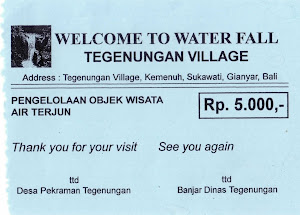 WELCOME TO WATER FALL
TEGENUNGAN VILLAGE
Address : Tegenungan Village, Kemenuh, Sukawati, Gianyar, Bali
PENGELOLAAN OBJEK WISATA
AIR TERJUN
Rp. 5.000,-
Thank you for your visit See you again
ttd ttd
Desa Pekraman Tegenungan Banjar Dinas Tegenungan